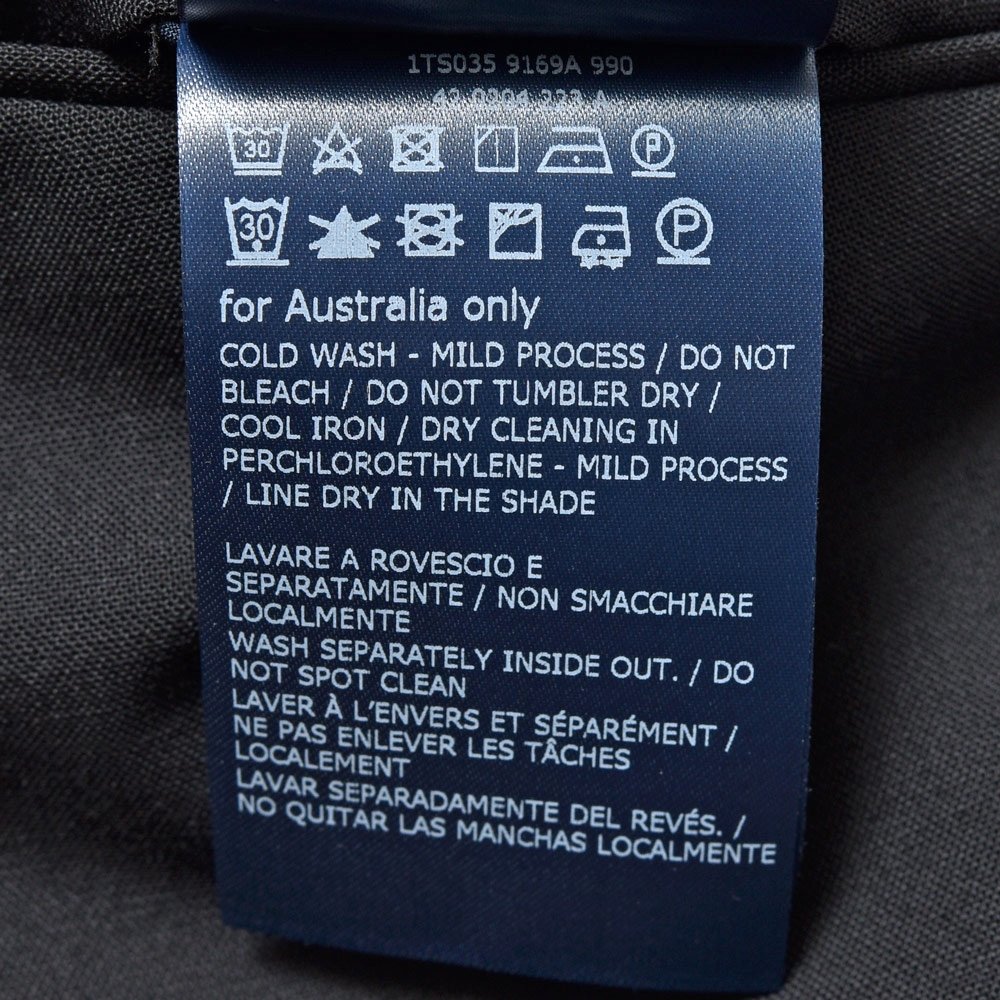 1TS035 9169A 990
30
P
30
P
for Australia only
COLD WASH - MILD PROCESS / DO NOT
BLEACH / DO NOT TUMBLER DRY /
COOL IRON / DRY CLEANING IN
PERCHLOROETHYLENE - MILD PROCESS
/ LINE DRY IN THE SHADE
LAVARE A ROVESCIO E
SEPARATAMENTE / NON SMACCHIARE
LOCALMENTE
WASH SEPARATELY INSIDE OUT. / DO
NOT SPOT CLEAN
LAVER À L'ENVERS ET SÉPARÉMENT /
NE PAS ENLEVER LES TÂCHES
LOCALEMENT
LAVAR SEPARADAMENTE DEL REVÉS. /
NO QUITAR LAS MANCHAS LOCALMENTE